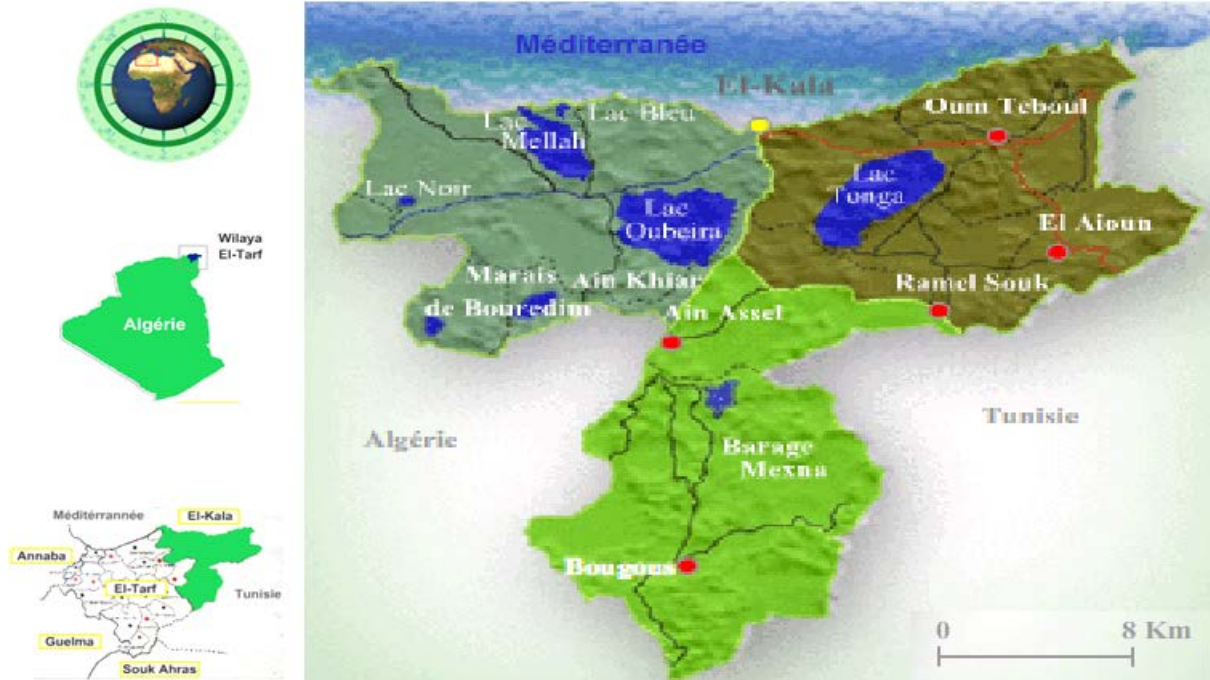 Méditerranée
El-Kala
Oum Teboul
Lac Bleu
Lac
Mellah
Lac Noir
Lac
Tonga
Lac
Oubeira
El Aioun
Marais
de Bouredim
Ain Khiar
Ramel Souk
Ain Assel
Algérie
Tunisie
Barage
Mexna
Bougous
0 8 Km
Wilaya
El-Tarf
Algérie
Méditérrannée
El-Kala
Annaba
El-Tarf
Tunisie
Guelma
Souk Ahras